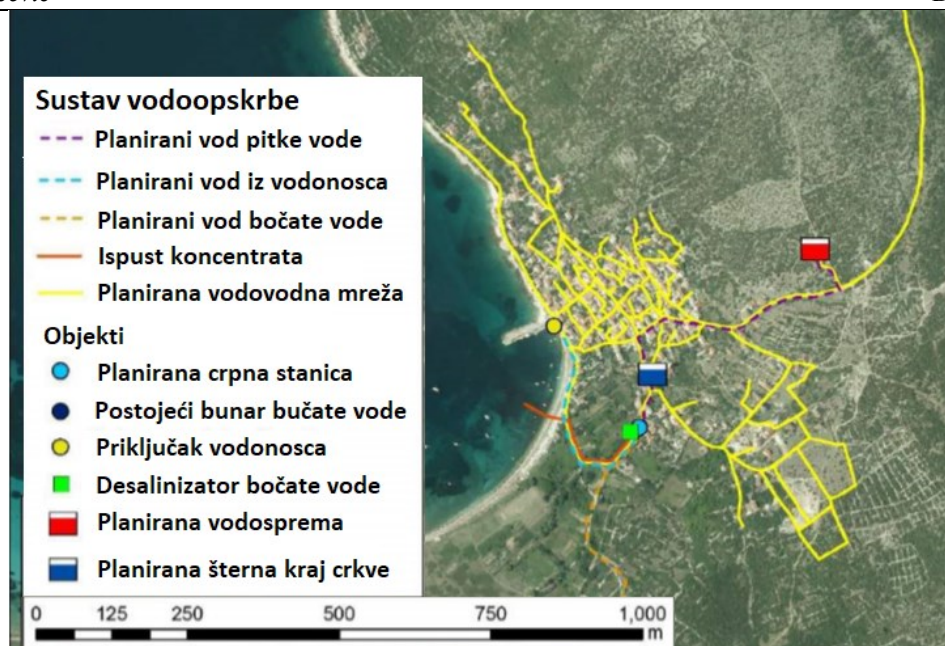 Sustav vodoopskrbe
Planirani vod pitke vode
Planirani vod iz vodonosca
Planirani vod bočate vode
Ispust koncentrata
Planirana vodovodna mreža
Objekti
Planirana crpna stanica
Postojeći bunar bučate vode
Priključak vodonosca
Desalinizator bočate vode
Planirana vodosprema
Planirana šterna kraj crkve
0 125 250 500 750 1,000
m